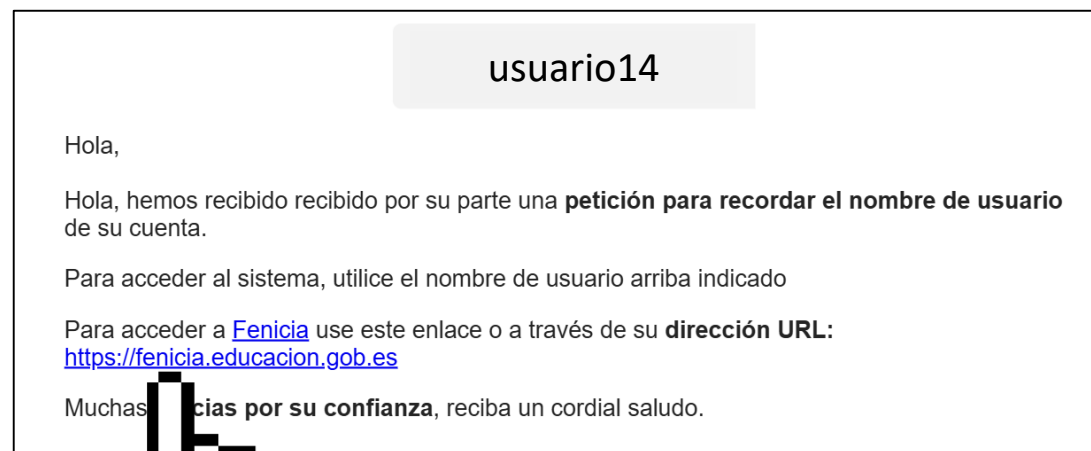 usuario14
Hola,
Hola, hemos recibido recibido por su parte una petición para recordar el nombre de usuario
de su cuenta.
Para acceder al sistema, utilice el nombre de usuario arriba indicado
Para acceder a Fenicia use este enlace o a través de su dirección URL:
https://fenicia.educacion.gob.es
Muchas cias por su confianza, reciba un cordial saludo.